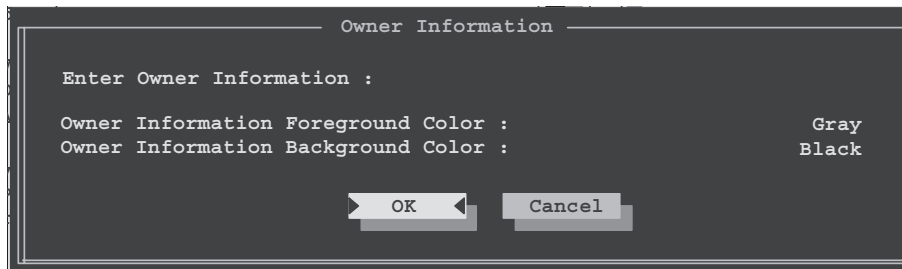 Owner Information
Enter Owner Information :
Owner Information Foreground Color : Gray
Owner Information Background Color : Black
OK Cancel